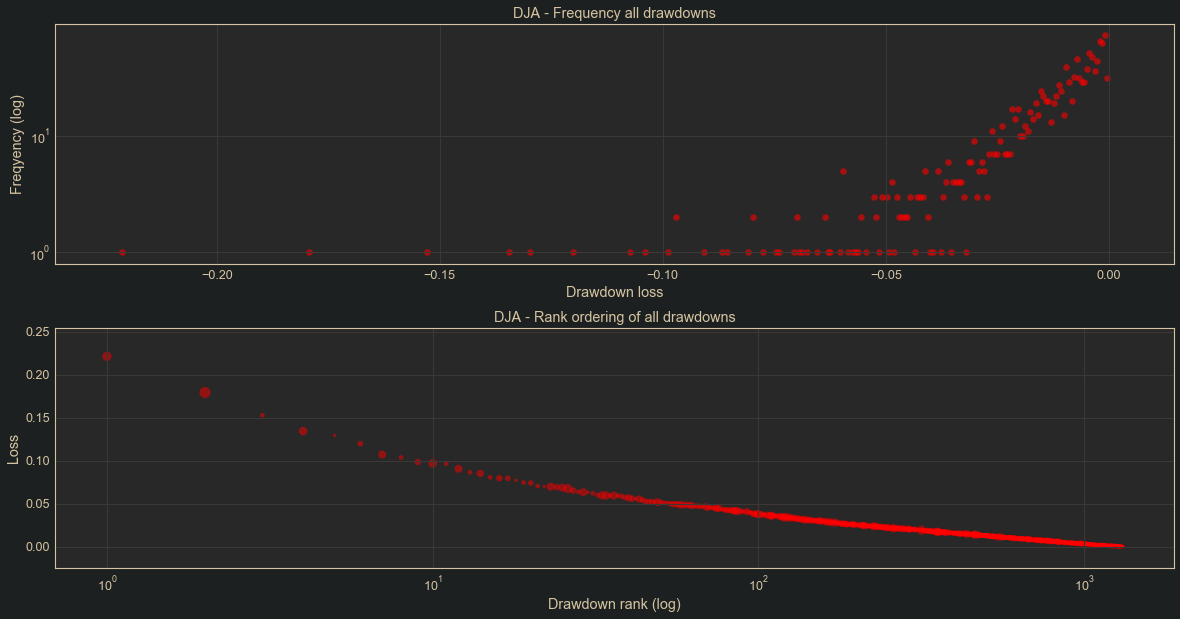 DJA - Frequency all drawdowns
Freqyency (log)
10^1
10^0
−0.20 −0.15 −0.10 −0.05 0.00
Drawdown loss
DJA - Rank ordering of all drawdowns
Loss
0.25
0.20
0.15
0.10
0.05
0.00
10^0 10^1 10^2 10^3
Drawdown rank (log)